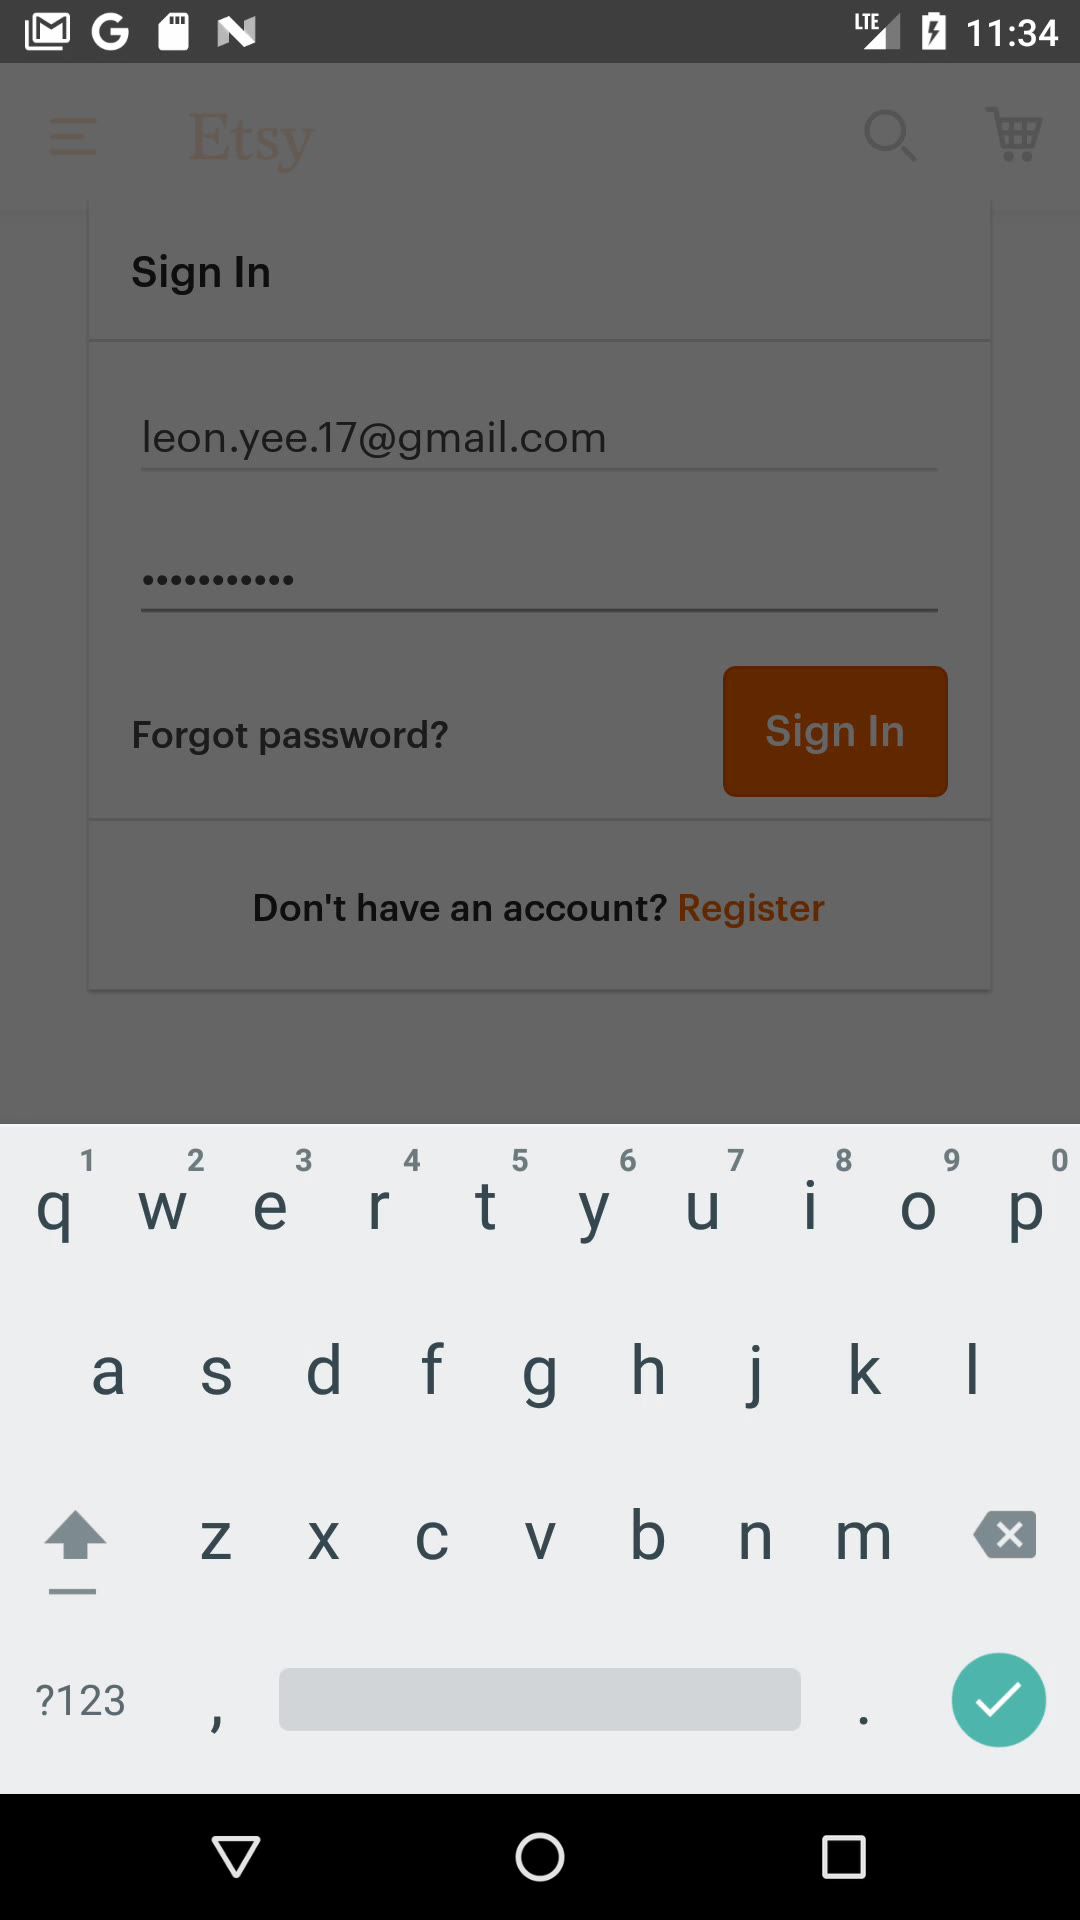 LTE 11:34
Etsy
Sign In
leon.yee.17@gmail.com
•••••••••••
Forgot password? Sign In
Don't have an account? Register
1 2 3 4 5 6 7 8 9 0
q w e r t y u i o p
a s d f g h j k l
z x c v b n m
?123 , .